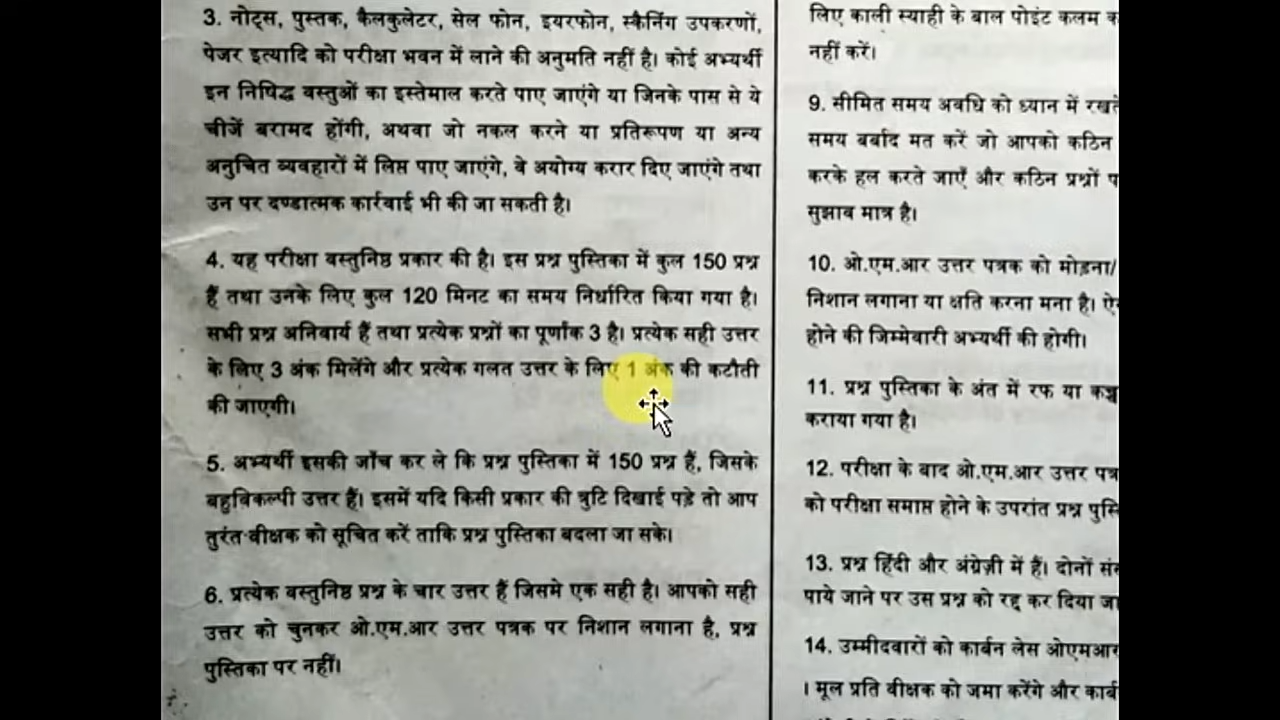 3. नोट्स, पुस्तक, कैलकुलेटर, सेल फोन, इयरफोन, स्कैनिंग उपकरणों,
पेजर इत्यादि को परीक्षा भवन में लाने की अनुमति नहीं है। कोई अभ्यर्थी
इन निषिद्ध वस्तुओं का इस्तेमाल करते पाए जाएंगे या जिनके पास से ये
चीजें बरामद होंगी, अथवा जो नकल करने या प्रतिरूपण या अन्य
अनुचित व्यवहारों में लिप्त पाए जाएंगे, वे अयोग्य करार दिए जाएंगे तथा
उन पर दण्डात्मक कार्रवाई भी की जा सकती है।
4. यह परीक्षा वस्तुनिष्ठ प्रकार की है। इस प्रश्न पुस्तिका में कुल 150 प्रश्न
हैं तथा उनके लिए कुल 120 मिनट का समय निर्धारित किया गया है।
सभी प्रश्न अनिवार्य हैं तथा प्रत्येक प्रश्नों का पूर्णांक 3 है। प्रत्येक सही उत्तर
के लिए 3 अंक मिलेंगे और प्रत्येक गलत उत्तर के लिए 1 अंक की कटौती
की जाएगी।
5. अभ्यर्थी इसकी जाँच कर ले कि प्रश्न पुस्तिका में 150 प्रश्न हैं, जिसके
बहुविकल्पी उत्तर हैं। इसमें यदि किसी प्रकार की त्रुटि दिखाई पड़े तो आप
तुरंत वीक्षक को सूचित करें ताकि प्रश्न पुस्तिका बदला जा सके।
6. प्रत्येक वस्तुनिष्ठ प्रश्न के चार उत्तर हैं जिसमे एक सही है। आपको सही
उत्तर को चुनकर ओ.एम.आर उत्तर पत्रक पर निशान लगाना है, प्रश्न
पुस्तिका पर नहीं।
लिए काली स्याही के बाल पोइंट कलम
नहीं करें।
9. सीमित समय अवधि को ध्यान में रखते
समय बर्बाद मत करें जो आपको कठिन
करके हल करते जाएँ और कठिन प्रश्नों
सुझाव मात्र है।
10. ओ.एम.आर उत्तर पत्रक को मोड़ना/
निशान लगाना या क्षति करना मना है।
होने की जिम्मेवारी अभ्यर्थी की होगी।
11. प्रश्न पुस्तिका के अंत में रफ या
कराया गया है।
12. परीक्षा के बाद ओ.एम.आर उत्तर
को परीक्षा समाप्त होने के उपरांत प्रश्न
13. प्रश्न हिंदी और अंग्रेज़ी में हैं। दोनों
पाये जाने पर उस प्रश्न को रद्द कर दिया
14. उम्मीदवारों को कार्बन लेस ओएमआर
। मूल प्रति वीक्षक को जमा करेंगे और